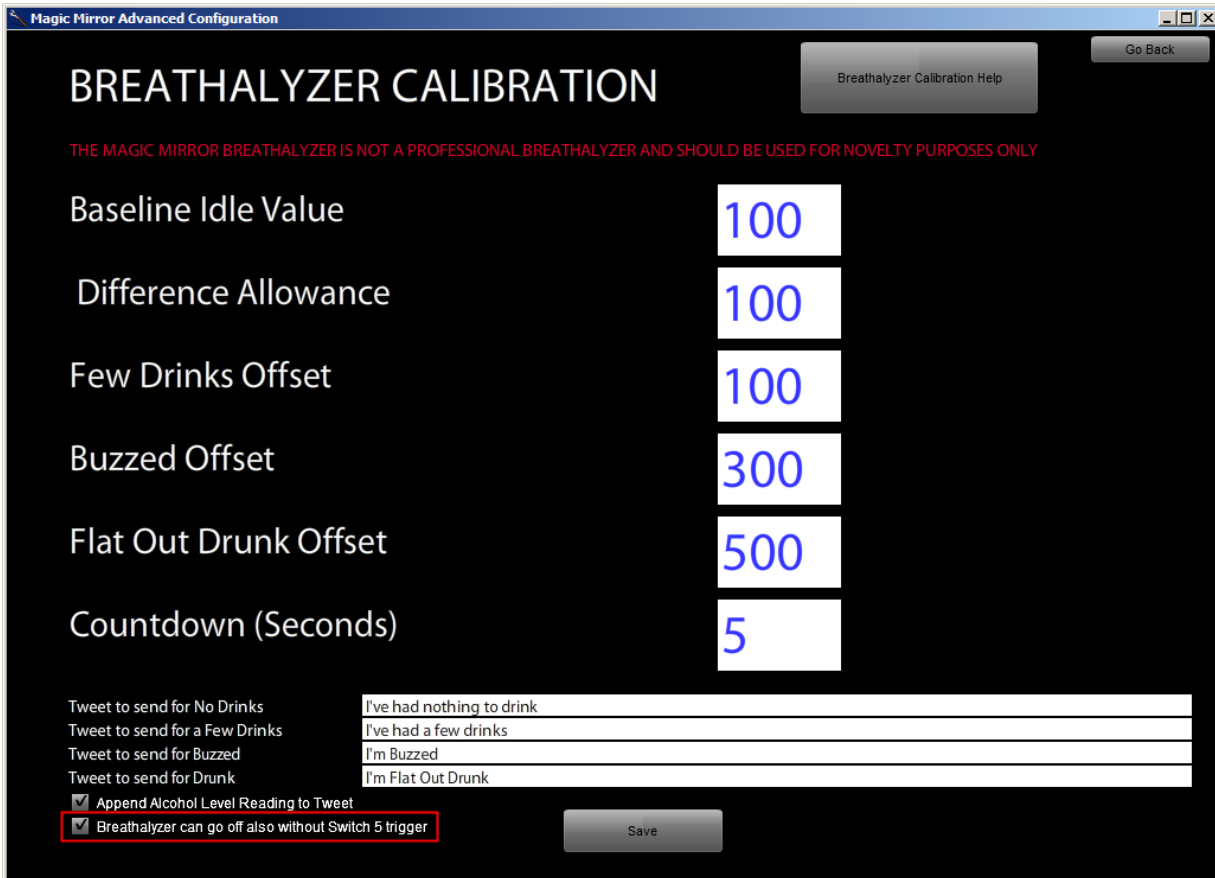 Magic Mirror Advanced Configuration
Go Back
BREATHALYZER CALIBRATION
Breathalyzer Calibration Help
THE MAGIC MIRROR BREATHALYZER IS NOT A PROFESSIONAL BREATHALYZER AND SHOULD BE USED FOR NOVELTY PURPOSES ONLY
Baseline Idle Value 100
Difference Allowance 100
Few Drinks Offset 100
Buzzed Offset 300
Flat Out Drunk Offset 500
Countdown (Seconds) 5
Tweet to send for No Drinks I've had nothing to drink
Tweet to send for a Few Drinks I've had a few drinks
Tweet to send for Buzzed I'm Buzzed
Tweet to send for Drunk I'm Flat Out Drunk
Append Alcohol Level Reading to Tweet
Breathalyzer can go off also without Switch 5 trigger
Save